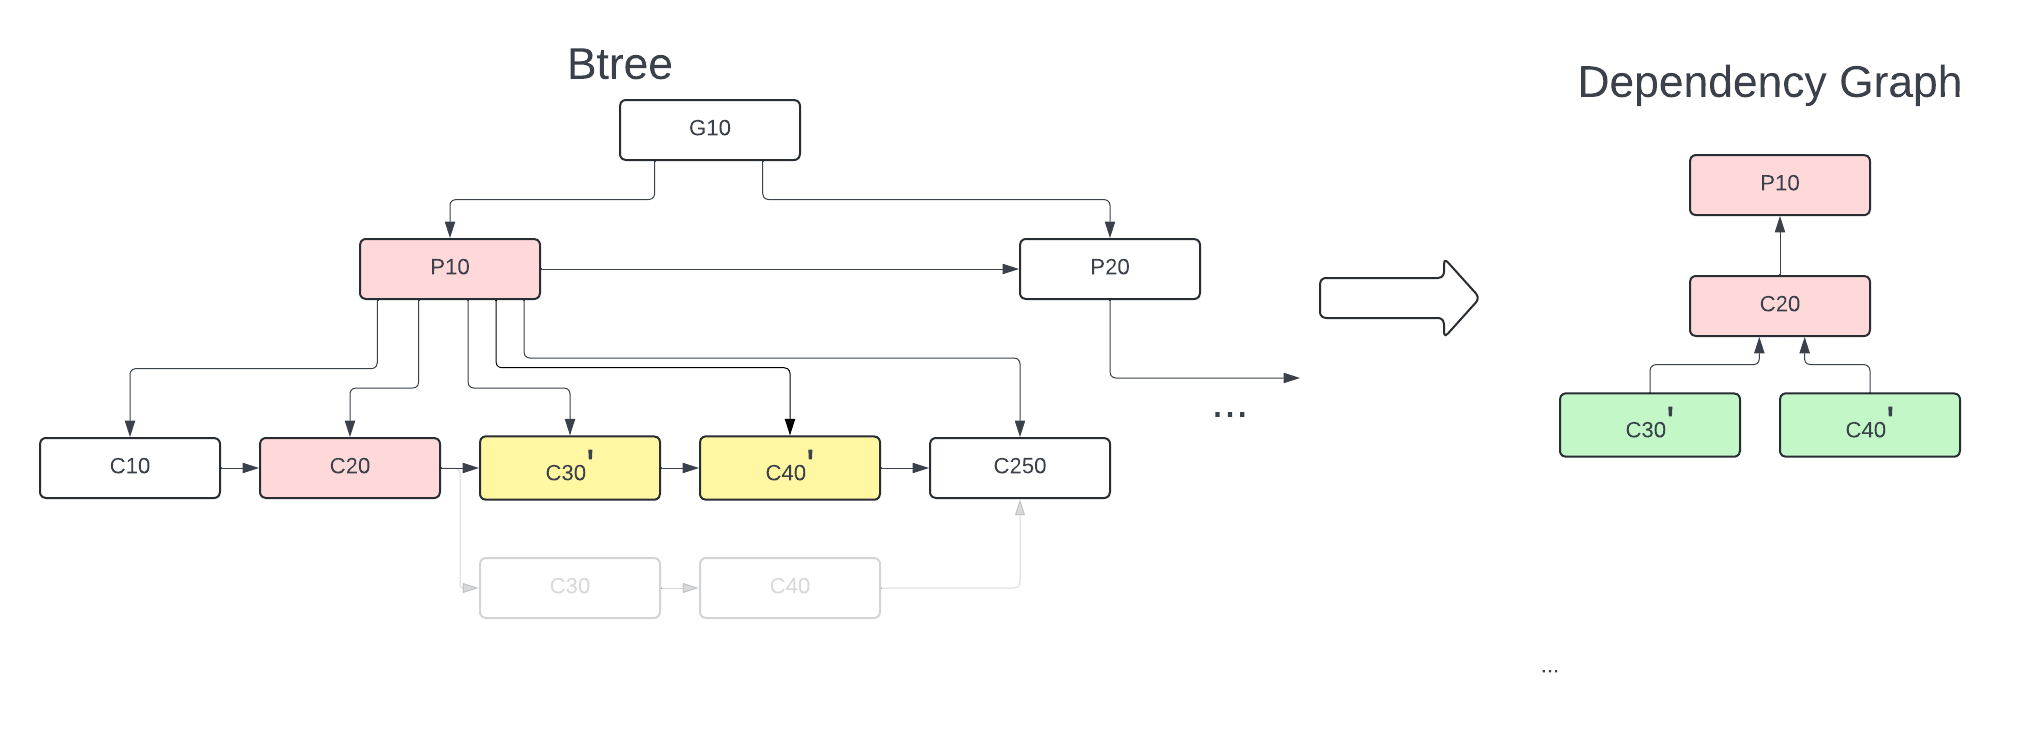 Btree
G10
P10
P20
...
C10
C20
C30'
C40'
C250
C30
C40
Dependency Graph
P10
C20
C30'
C40'
...